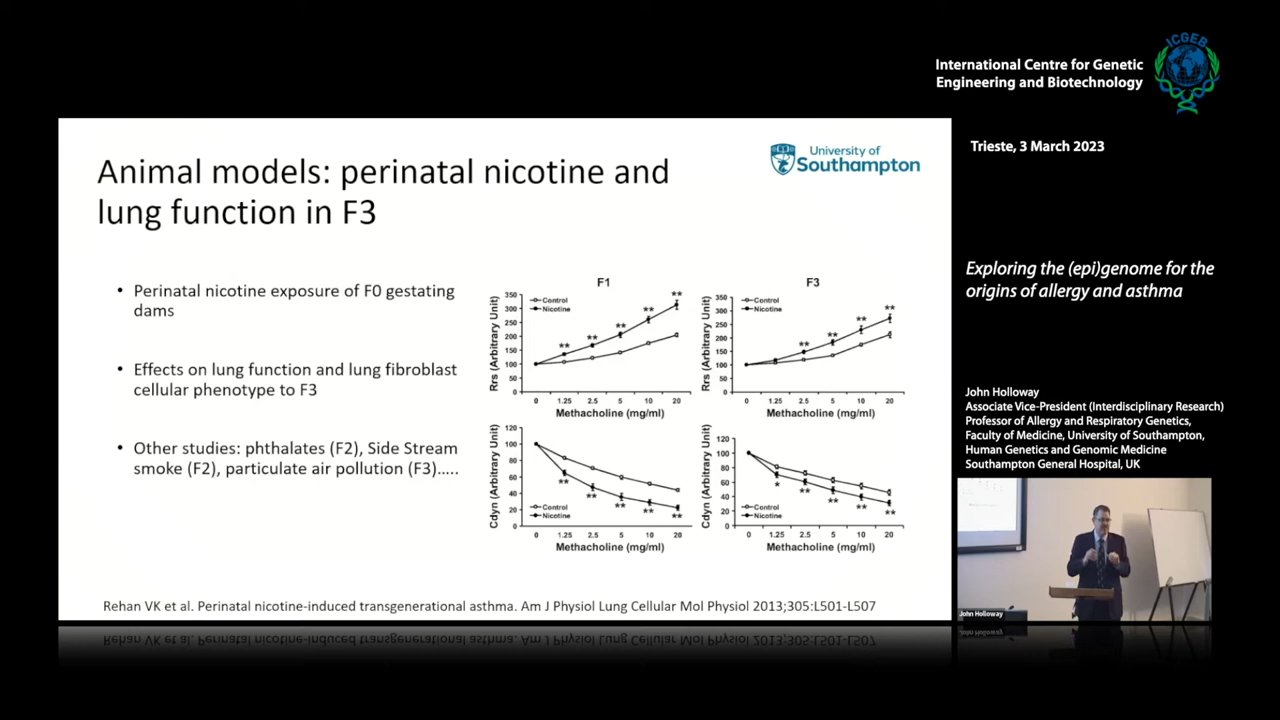 ICGEB
International Centre for Genetic
Engineering and Biotechnology
Trieste, 3 March 2023
Animal models: perinatal nicotine and
lung function in F3
University of
Southampton
• Perinatal nicotine exposure of F0 gestating
dams
• Effects on lung function and lung fibroblast
cellular phenotype to F3
• Other studies: phthalates (F2), Side Stream
smoke (F2), particulate air pollution (F3)…..
F1
Rrs (Arbitrary Unit)
350
300
250
200
150
100
50
0
Control
Nicotine
** ** ** ** **
0 1.25 2.5 5 10 20
Methacholine (mg/ml)
F3
Rrs (Arbitrary Unit)
350
300
250
200
150
100
50
0
Control
Nicotine
** ** ** **
0 1.25 2.5 5 10 20
Methacholine (mg/ml)
Cdyn (Arbitrary Unit)
120
100
80
60
40
20
0
Control
Nicotine
** ** ** ** **
0 1.25 2.5 5 10 20
Methacholine (mg/ml)
Cdyn (Arbitrary Unit)
120
100
80
60
40
20
0
Control
Nicotine
* ** ** ** **
0 1.25 2.5 5 10 20
Methacholine (mg/ml)
Rehan VK et al. Perinatal nicotine-induced transgenerational asthma. Am J Physiol Lung Cellular Mol Physiol 2013;305:L501-L507
Exploring the (epi)genome for the
origins of allergy and asthma
John Holloway
Associate Vice-President (Interdisciplinary Research)
Professor of Allergy and Respiratory Genetics,
Faculty of Medicine, University of Southampton,
Human Genetics and Genomic Medicine
Southampton General Hospital, UK
John Holloway